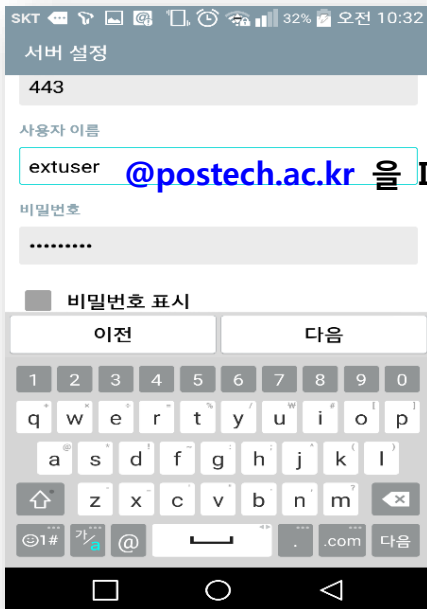 SKT 32% 오전 10:32
서버 설정
443
사용자 이름
extuser @postech.ac.kr 을
비밀번호
•••••••••
비밀번호 표시
이전 다음
1 2 3 4 5 6 7 8 9 0
q w e r t y u i o p
a s d f g h j k l
z x c v b n m
☺1# 가/a @ . .com 다음